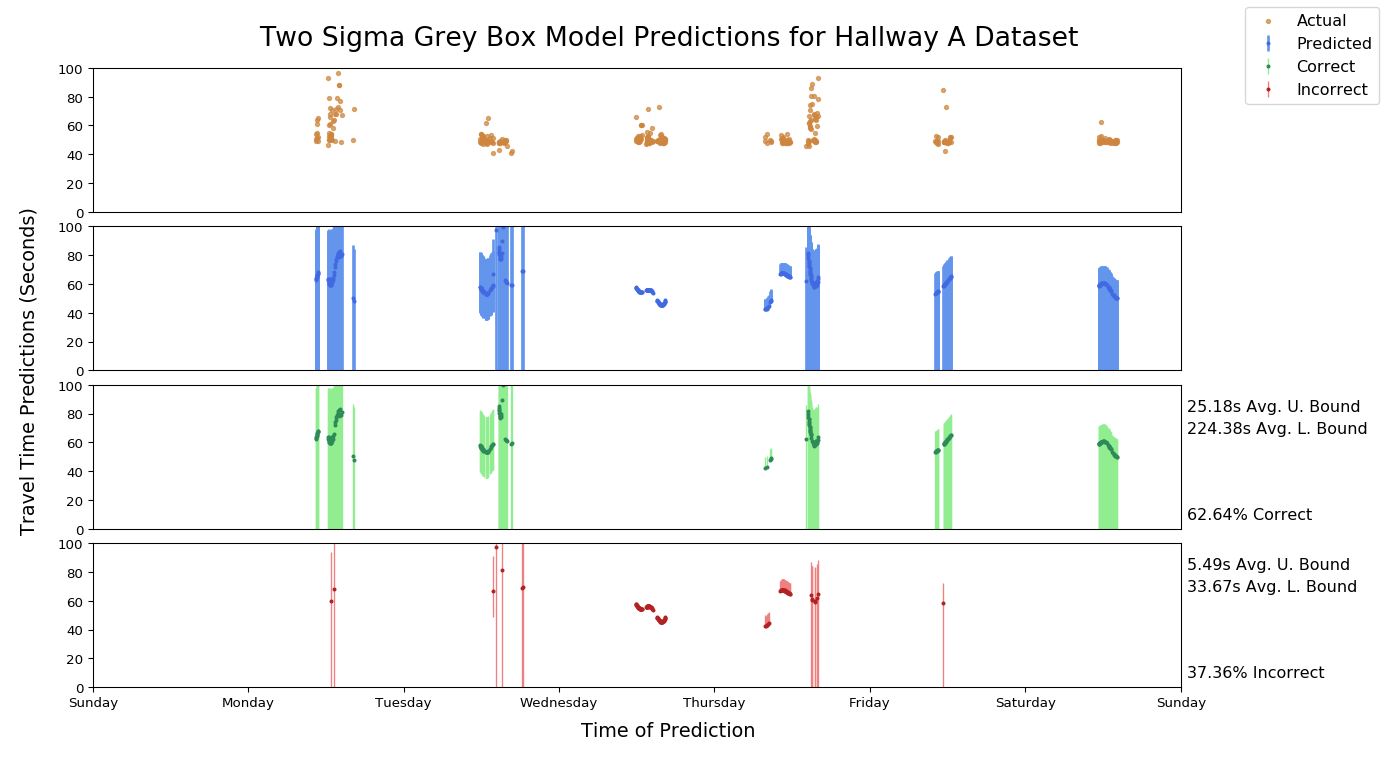 Two Sigma Grey Box Model Predictions for Hallway A Dataset
Actual
Predicted
Correct
Incorrect
Travel Time Predictions (Seconds)
100
80
60
40
20
0
100
80
60
40
20
0
100
80
60
40
20
0
25.18s Avg. U. Bound
224.38s Avg. L. Bound
62.64% Correct
100
80
60
40
20
0
5.49s Avg. U. Bound
33.67s Avg. L. Bound
37.36% Incorrect
Sunday Monday Tuesday Wednesday Thursday Friday Saturday Sunday
Time of Prediction